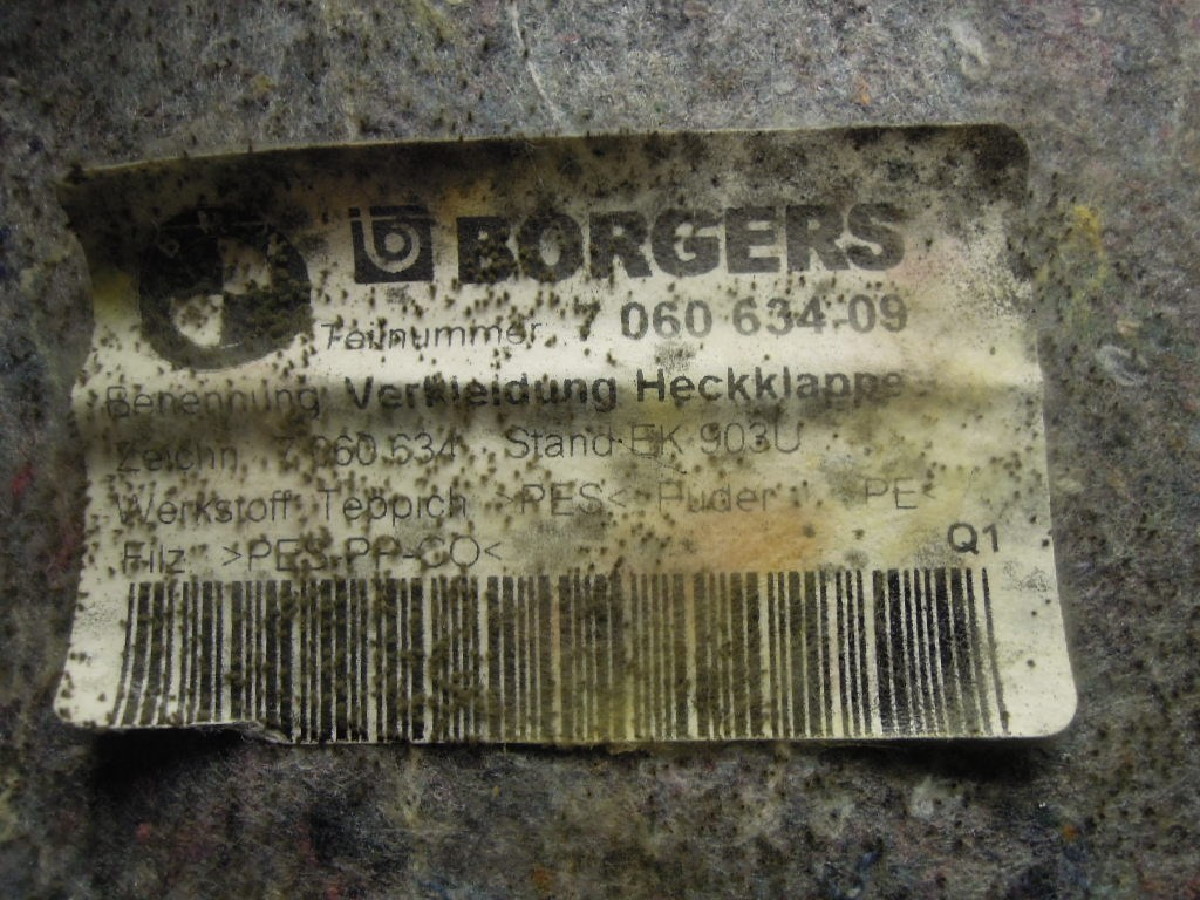 BORGERS
Teilnummer 7 060 634-09
Benennung Verkleidung Heckklappe
Zeichn. 7 060 634 Stand EK 903U
Werkstoff Teppich >PES< Puder >PE<
Filz >PES-PP-CO<
Q1